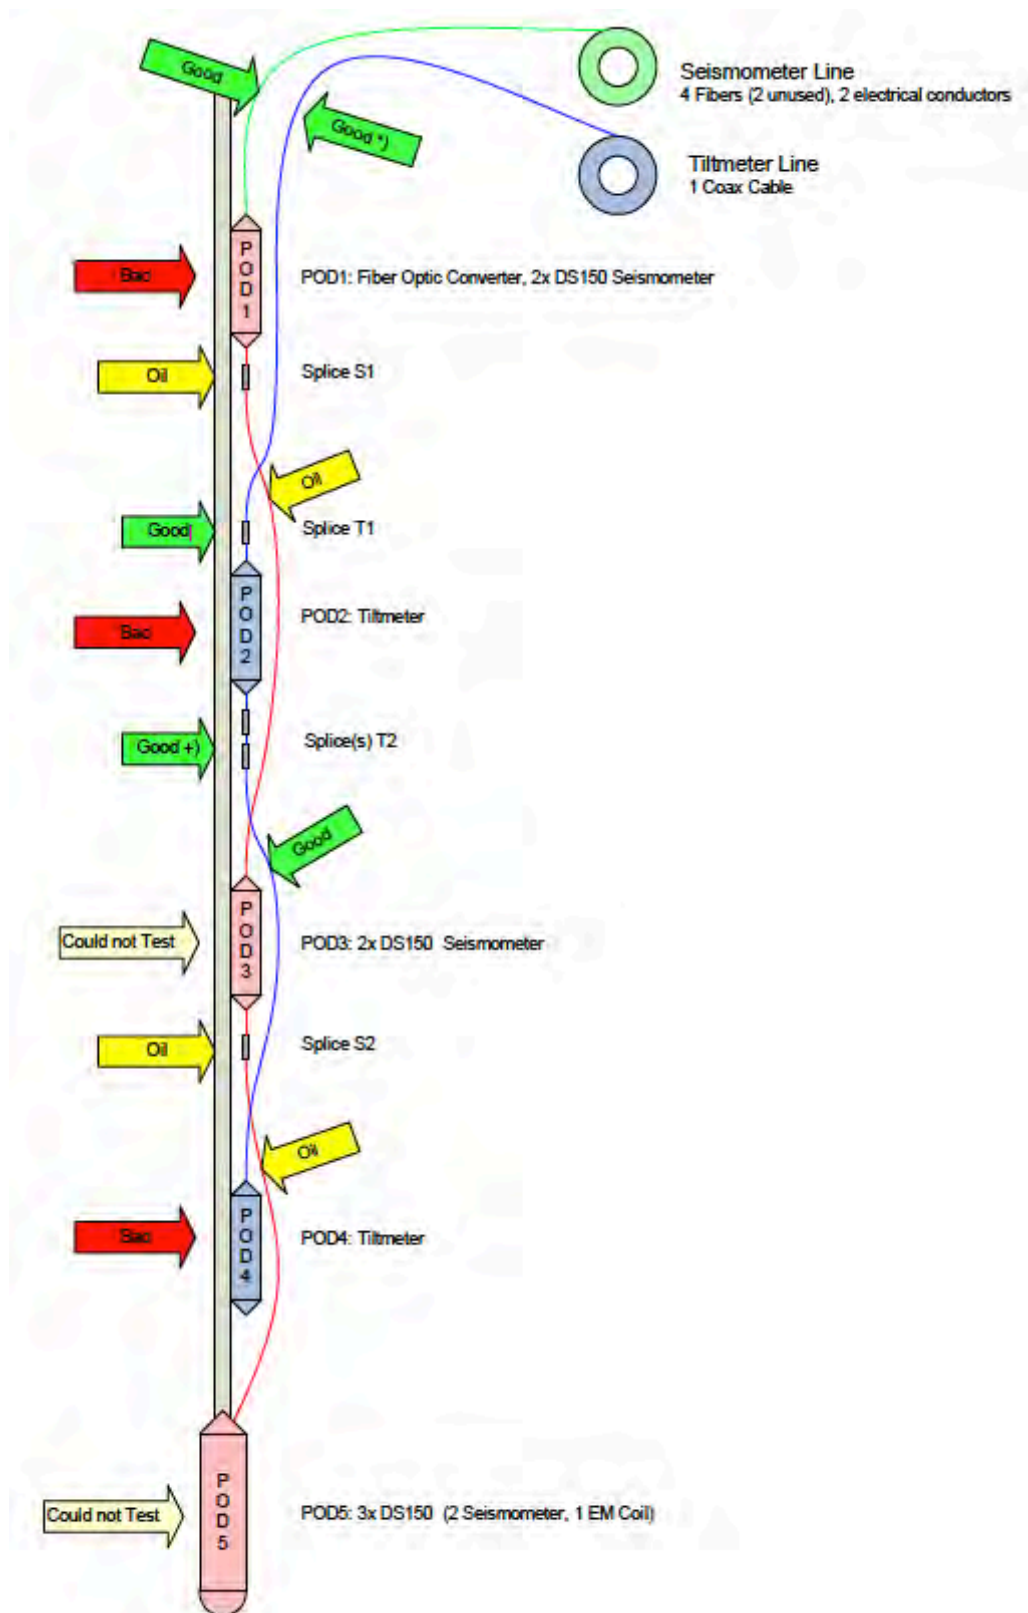 Good
Seismometer Line
4 Fibers (2 unused), 2 electrical conductors
Good *)
Tiltmeter Line
1 Coax Cable
Bad
POD1
POD1: Fiber Optic Converter, 2x DS150 Seismometer
Oil
Splice S1
Oil
Good
Splice T1
POD2
POD2: Tiltmeter
Bad
Good +)
Splice(s) T2
Good
POD3
Could not Test
POD3: 2x DS150 Seismometer
Oil
Splice S2
Oil
POD4
Bad
POD4: Tiltmeter
POD5
Could not Test
POD5: 3x DS150 (2 Seismometer, 1 EM Coil)